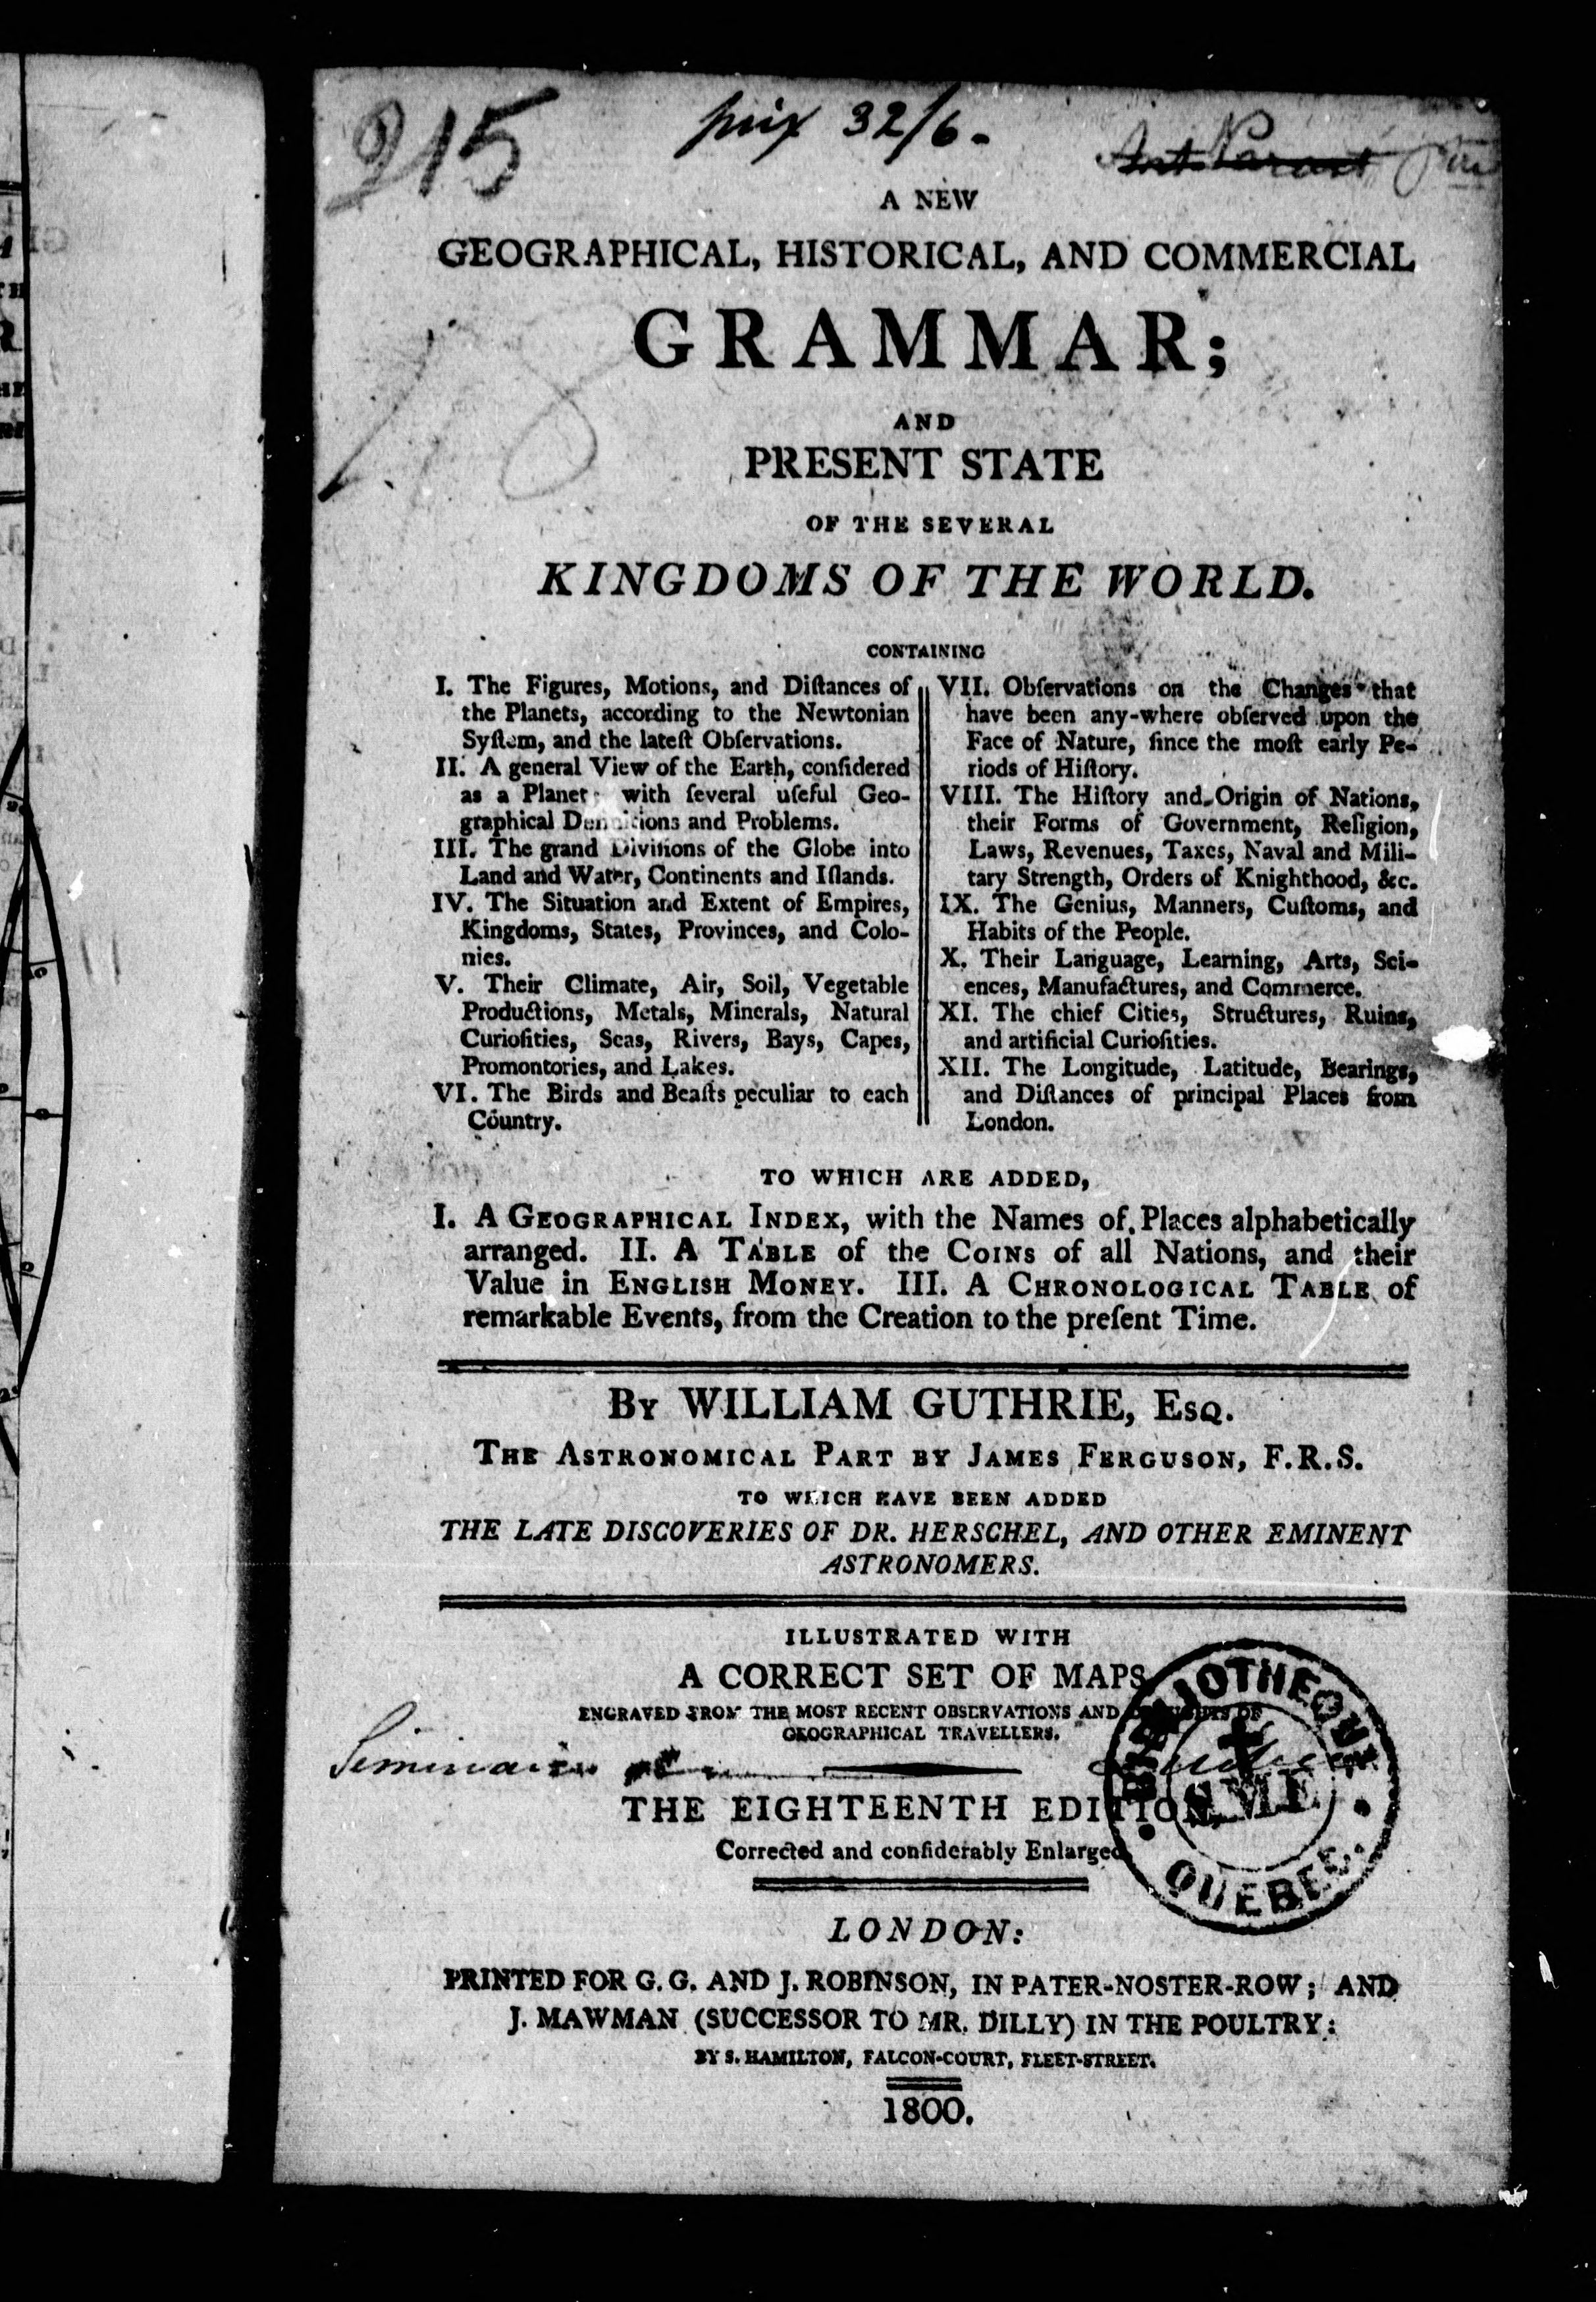 215
prix 32/6.
Ant Parant
A NEW
GEOGRAPHICAL, HISTORICAL, AND COMMERCIAL
GRAMMAR;
18
AND
PRESENT STATE
OF THE SEVERAL
KINGDOMS OF THE WORLD.
CONTAINING
I. The Figures, Motions, and Diſtances of
the Planets, according to the Newtonian
Syſtem, and the lateſt Obſervations.
II. A general View of the Earth, conſidered
as a Planet; with ſeveral uſeful Geo-
graphical Definitions and Problems.
III. The grand Diviſions of the Globe into
Land and Water, Continents and Iſlands.
IV. The Situation and Extent of Empires,
Kingdoms, States, Provinces, and Colo-
nies.
V. Their Climate, Air, Soil, Vegetable
Productions, Metals, Minerals, Natural
Curioſities, Seas, Rivers, Bays, Capes,
Promontories, and Lakes.
VI. The Birds and Beaſts peculiar to each
Country.
VII. Obſervations on the Changes that
have been any-where obſerved upon the
Face of Nature, ſince the moſt early Pe-
riods of Hiſtory.
VIII. The Hiſtory and Origin of Nations,
their Forms of Government, Religion,
Laws, Revenues, Taxes, Naval and Mili-
tary Strength, Orders of Knighthood, &c.
IX. The Genius, Manners, Cuſtoms, and
Habits of the People.
X. Their Language, Learning, Arts, Sci-
ences, Manufactures, and Commerce.
XI. The chief Cities, Structures, Ruins,
and artificial Curioſities.
XII. The Longitude, Latitude, Bearings,
and Diſtances of principal Places from
London.
TO WHICH ARE ADDED,
I. A GEOGRAPHICAL INDEX, with the Names of Places alphabetically
arranged. II. A TABLE of the COINS of all Nations, and their
Value in ENGLISH MONEY. III. A CHRONOLOGICAL TABLE of
remarkable Events, from the Creation to the preſent Time.
BY WILLIAM GUTHRIE, ESQ.
THE ASTRONOMICAL PART BY JAMES FERGUSON, F.R.S.
TO WHICH HAVE BEEN ADDED
THE LATE DISCOVERIES OF DR. HERSCHEL, AND OTHER EMINENT
ASTRONOMERS.
ILLUSTRATED WITH
A CORRECT SET OF MAPS
ENGRAVED FROM THE MOST RECENT OBSERVATIONS AND DRAUGHTS OF
GEOGRAPHICAL TRAVELLERS.
Seminaire
THE EIGHTEENTH EDITION,
Corrected and conſiderably Enlarged
BIBLIOTHEQUE
S.M.E.
QUEBEC.
LONDON:
PRINTED FOR G. G. AND J. ROBINSON, IN PATER-NOSTER-ROW; AND
J. MAWMAN (SUCCESSOR TO MR. DILLY) IN THE POULTRY:
BY S. HAMILTON, FALCON-COURT, FLEET-STREET.
1800.